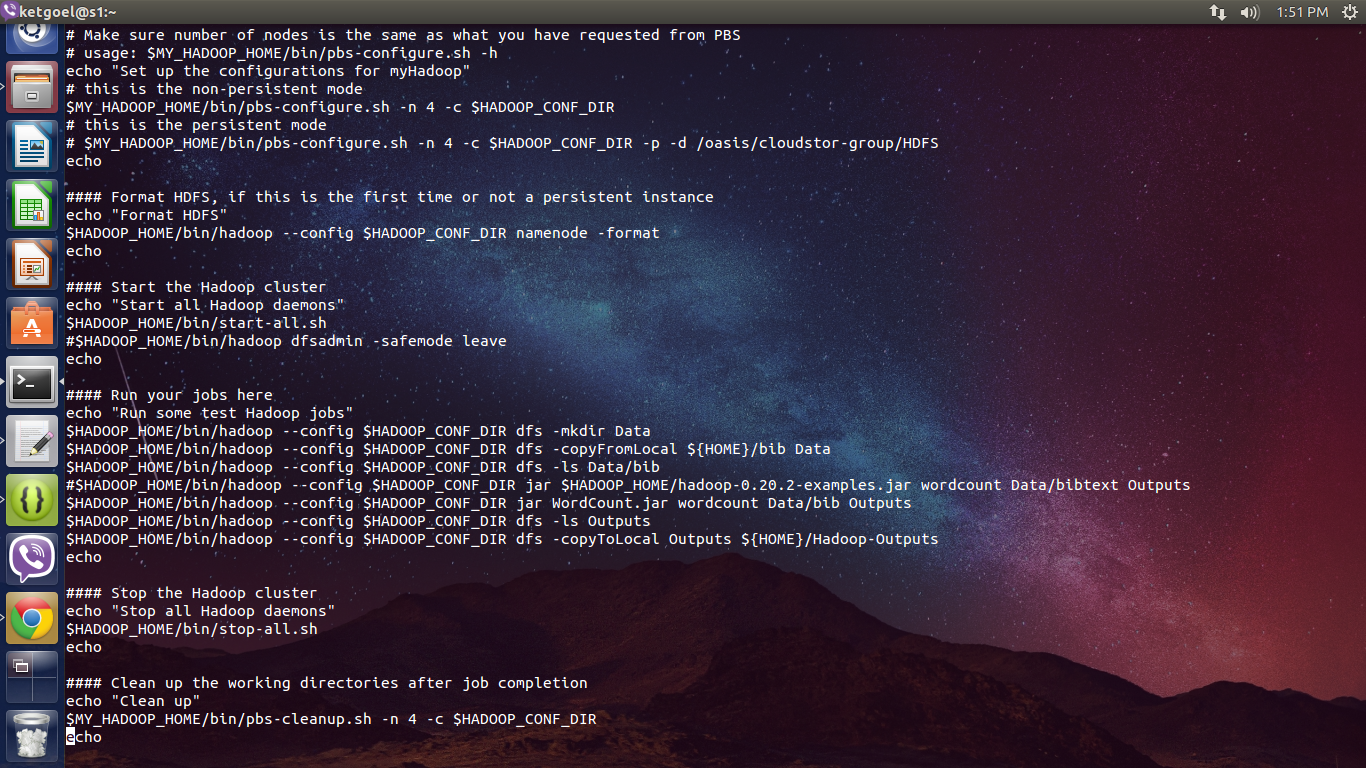 ketgoel@s1:~
1:51 PM
# Make sure number of nodes is the same as what you have requested from PBS
# usage: $MY_HADOOP_HOME/bin/pbs-configure.sh -h
echo "Set up the configurations for myHadoop"
# this is the non-persistent mode
$MY_HADOOP_HOME/bin/pbs-configure.sh -n 4 -c $HADOOP_CONF_DIR
# this is the persistent mode
# $MY_HADOOP_HOME/bin/pbs-configure.sh -n 4 -c $HADOOP_CONF_DIR -p -d /oasis/cloudstor-group/HDFS
echo
#### Format HDFS, if this is the first time or not a persistent instance
echo "Format HDFS"
$HADOOP_HOME/bin/hadoop --config $HADOOP_CONF_DIR namenode -format
echo
#### Start the Hadoop cluster
echo "Start all Hadoop daemons"
$HADOOP_HOME/bin/start-all.sh
#$HADOOP_HOME/bin/hadoop dfsadmin -safemode leave
echo
#### Run your jobs here
echo "Run some test Hadoop jobs"
$HADOOP_HOME/bin/hadoop --config $HADOOP_CONF_DIR dfs -mkdir Data
$HADOOP_HOME/bin/hadoop --config $HADOOP_CONF_DIR dfs -copyFromLocal ${HOME}/bib Data
$HADOOP_HOME/bin/hadoop --config $HADOOP_CONF_DIR dfs -ls Data/bib
#$HADOOP_HOME/bin/hadoop --config $HADOOP_CONF_DIR jar $HADOOP_HOME/hadoop-0.20.2-examples.jar wordcount Data/bibtext Outputs
$HADOOP_HOME/bin/hadoop --config $HADOOP_CONF_DIR jar WordCount.jar wordcount Data/bib Outputs
$HADOOP_HOME/bin/hadoop --config $HADOOP_CONF_DIR dfs -ls Outputs
$HADOOP_HOME/bin/hadoop --config $HADOOP_CONF_DIR dfs -copyToLocal Outputs ${HOME}/Hadoop-Outputs
echo
#### Stop the Hadoop cluster
echo "Stop all Hadoop daemons"
$HADOOP_HOME/bin/stop-all.sh
echo
#### Clean up the working directories after job completion
echo "Clean up"
$MY_HADOOP_HOME/bin/pbs-cleanup.sh -n 4 -c $HADOOP_CONF_DIR
echo